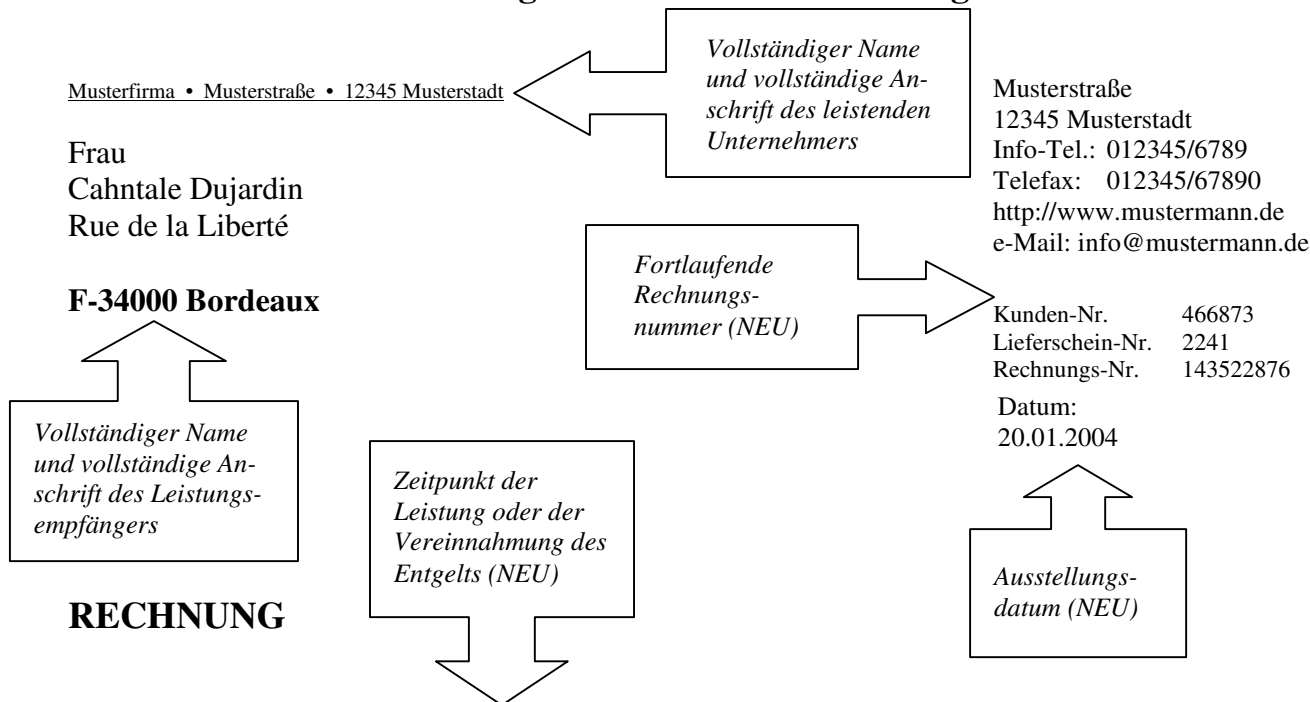 Vollständiger Name
und vollständige An-
schrift des leistenden
Unternehmers
Musterfirma • Musterstraße • 12345 Musterstadt
Musterstraße
12345 Musterstadt
Info-Tel.: 012345/6789
Telefax: 012345/67890
http://www.mustermann.de
e-Mail: info@mustermann.de
Frau
Cahntale Dujardin
Rue de la Liberté
F-34000 Bordeaux
Fortlaufende
Rechnungs-
nummer (NEU)
Kunden-Nr. 466873
Lieferschein-Nr. 2241
Rechnungs-Nr. 143522876
Datum:
20.01.2004
Vollständiger Name
und vollständige An-
schrift des Leistungs-
empfängers
Zeitpunkt der
Leistung oder der
Vereinnahmung des
Entgelts (NEU)
Ausstellungs-
datum (NEU)
RECHNUNG